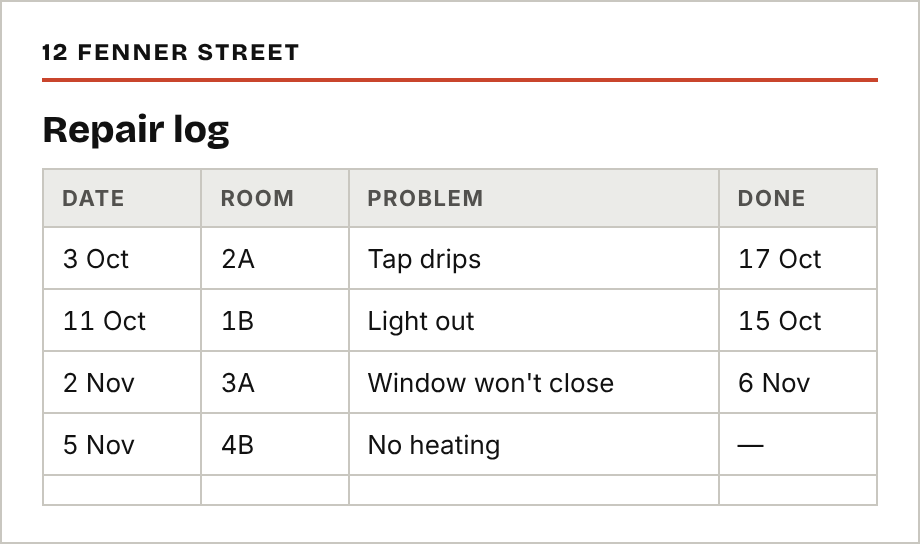 12 FENNER STREET
Repair log
DATE ROOM PROBLEM DONE
3 Oct 2A Tap drips 17 Oct
11 Oct 1B Light out 15 Oct
2 Nov 3A Window won't close 6 Nov
5 Nov 4B No heating —